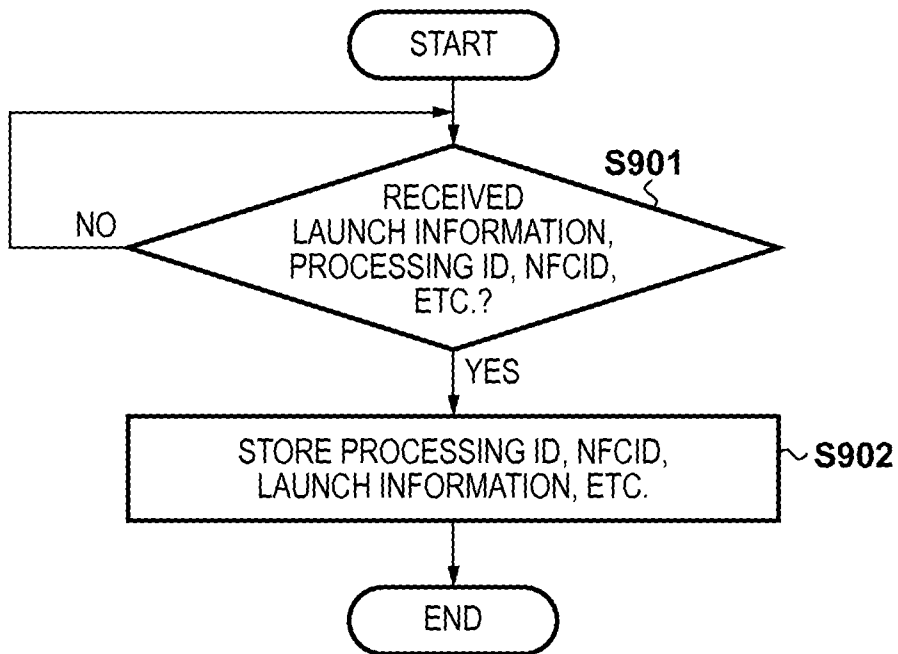 START
S901
RECEIVED
LAUNCH INFORMATION,
PROCESSING ID, NFCID,
ETC.?
NO
YES
STORE PROCESSING ID, NFCID,
LAUNCH INFORMATION, ETC.
S902
END